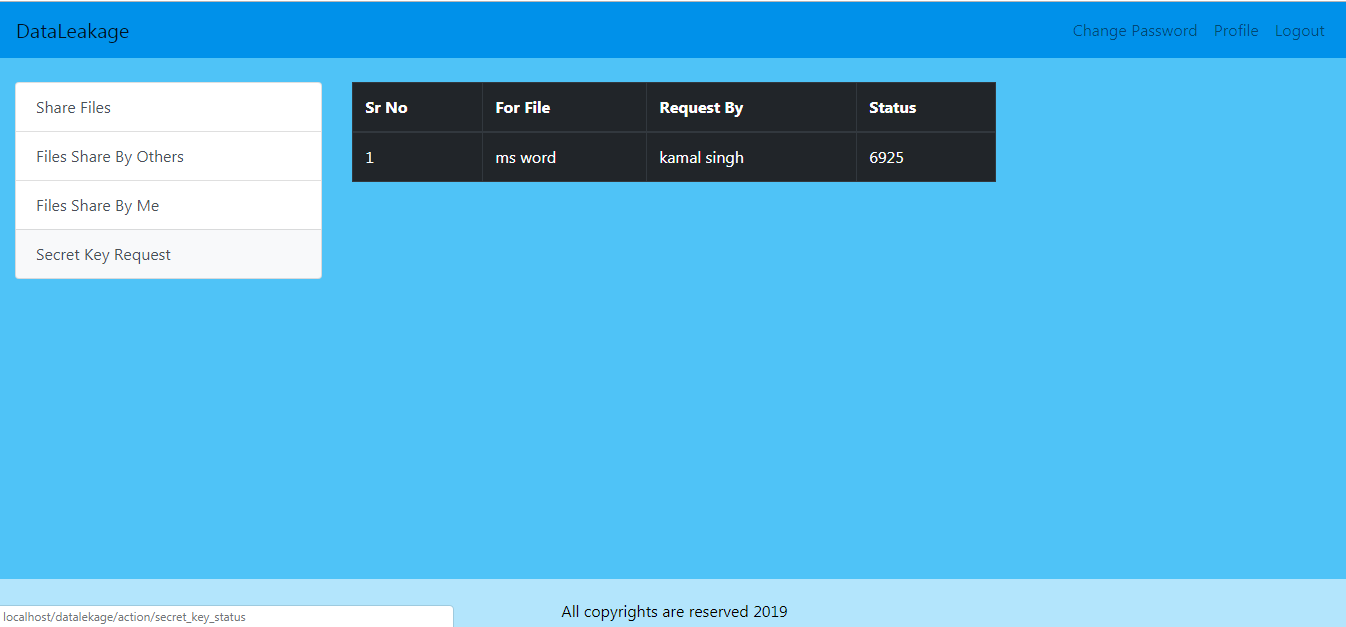 DataLeakage
Change Password Profile Logout
Share Files
Files Share By Others
Files Share By Me
Secret Key Request
Sr No For File Request By Status
1 ms word kamal singh 6925
All copyrights are reserved 2019
localhost/datalekage/action/secret_key_status